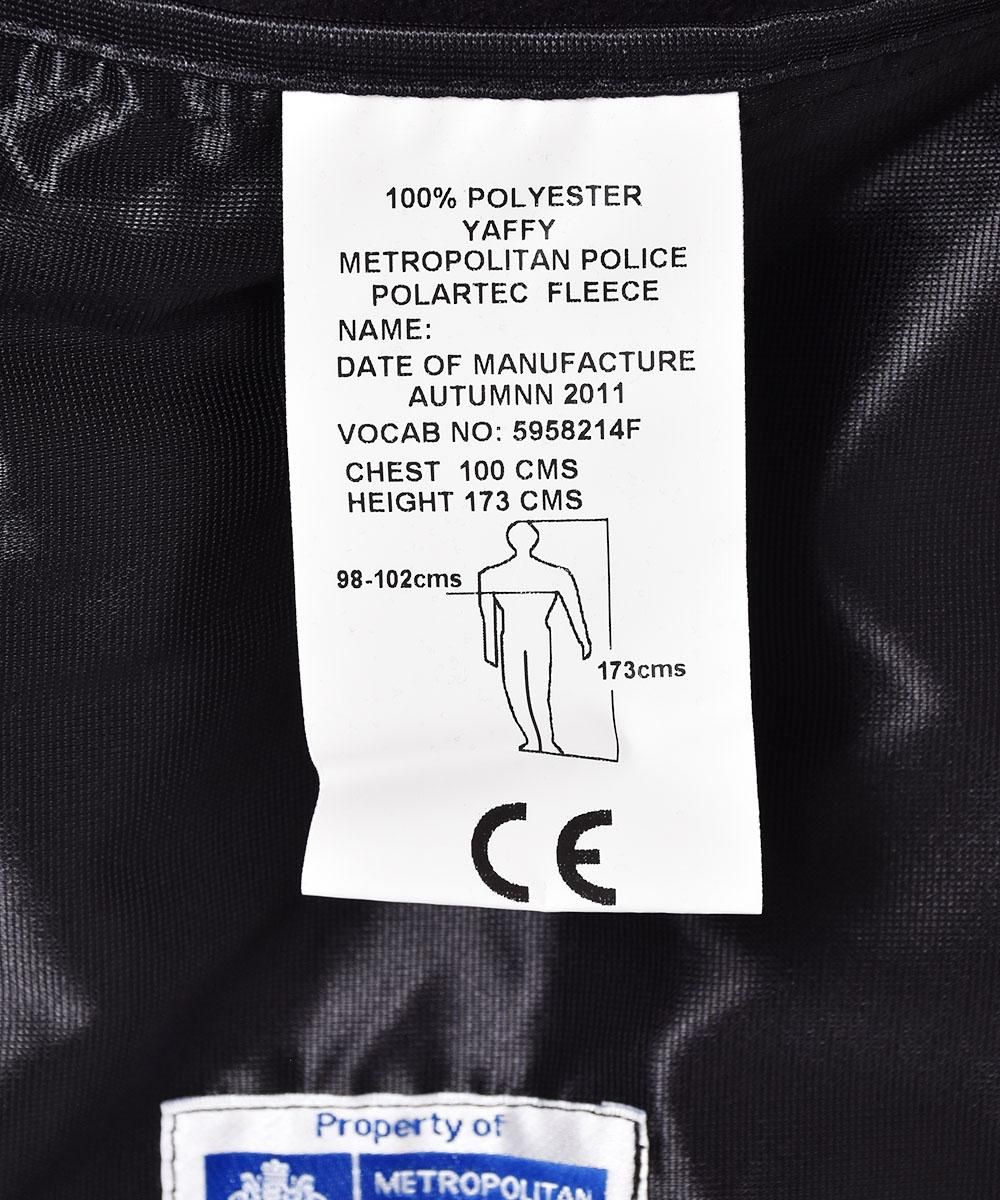 100% POLYESTER
YAFFY
METROPOLITAN POLICE
POLARTEC FLEECE
NAME:
DATE OF MANUFACTURE
AUTUMNN 2011
VOCAB NO: 5958214F
CHEST 100 CMS
HEIGHT 173 CMS
98-102cms
173cms
CE
Property of
METROPOLITAN